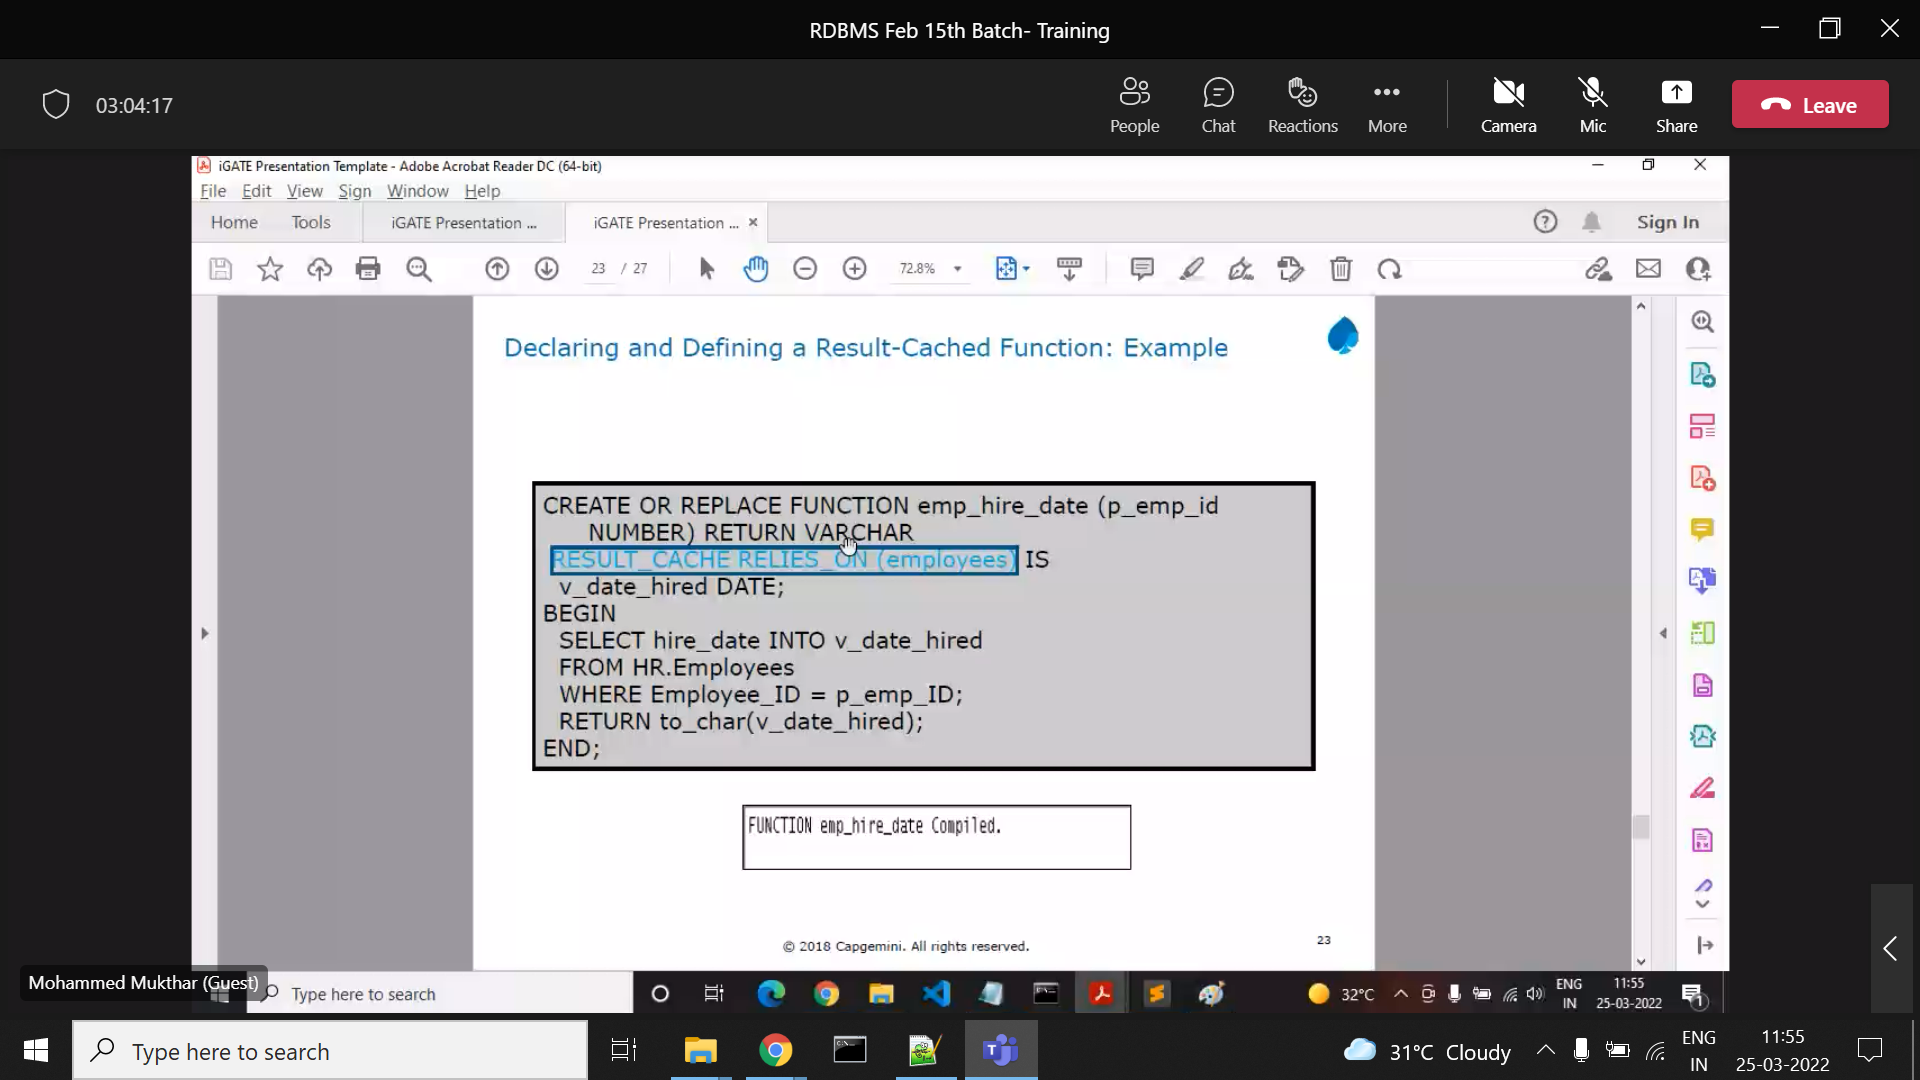 RDBMS Feb 15th Batch- Training
03:04:17
People
Chat
Reactions
More
Camera
Mic
Share
Leave
iGATE Presentation Template - Adobe Acrobat Reader DC (64-bit)
File Edit View Sign Window Help
Home Tools iGATE Presentation ... iGATE Presentation ... × Sign In
23 / 27 72.8%
Declaring and Defining a Result-Cached Function: Example
CREATE OR REPLACE FUNCTION emp_hire_date (p_emp_id
NUMBER) RETURN VARCHAR
RESULT_CACHE RELIES_ON (employees) IS
v_date_hired DATE;
BEGIN
SELECT hire_date INTO v_date_hired
FROM HR.Employees
WHERE Employee_ID = p_emp_ID;
RETURN to_char(v_date_hired);
END;
FUNCTION emp_hire_date Compiled.
© 2018 Capgemini. All rights reserved.
23
Mohammed Mukthar (Guest)
Type here to search
32°C
ENG
IN
11:55
25-03-2022
1
Type here to search
31°C Cloudy
ENG
IN
11:55
25-03-2022